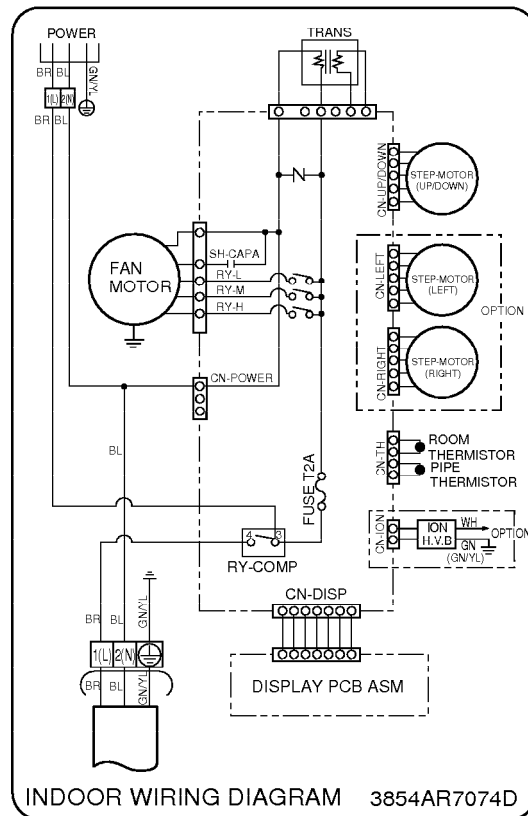 POWER
BR BL GN/YL
1(L) 2(N)
BR BL
TRANS
N
CN-UP/DOWN
STEP-MOTOR
(UP/DOWN)
FAN
MOTOR
SH-CAPA
RY-L
RY-M
RY-H
CN-LEFT
STEP-MOTOR
(LEFT)
OPTION
CN-RIGHT
STEP-MOTOR
(RIGHT)
CN-POWER
BL
FUSE T2A
CN-TH
ROOM
THERMISTOR
PIPE
THERMISTOR
4 3
RY-COMP
CN-ION
ION
H.V.B
WH
OPTION
GN
(GN/YL)
CN-DISP
DISPLAY PCB ASM
BR BL GN/YL
1(L) 2(N)
BR BL GN/YL
INDOOR WIRING DIAGRAM 3854AR7074D